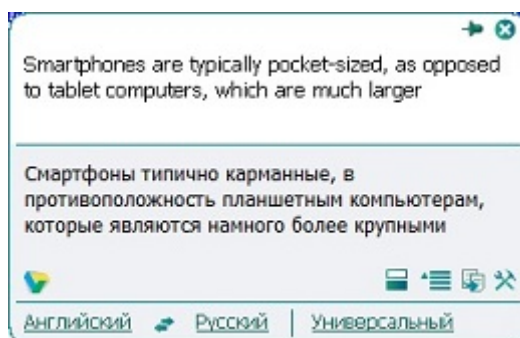 Smartphones are typically pocket-sized, as opposed
to tablet computers, which are much larger
Смартфоны типично карманные, в
противоположность планшетным компьютерам,
которые являются намного более крупными
Английский Русский Универсальный